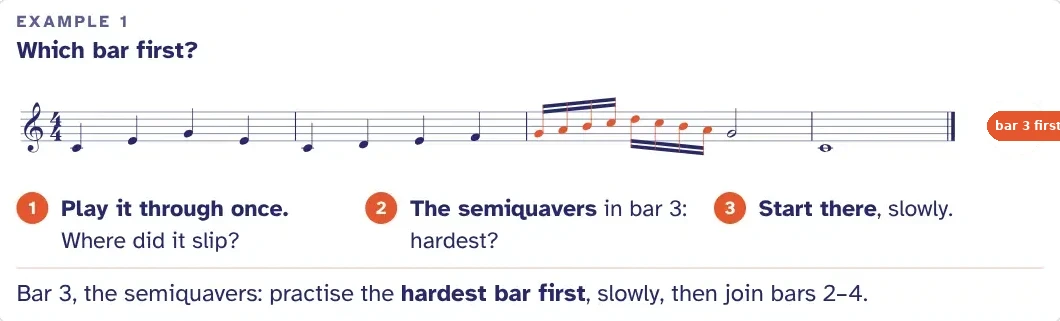 EXAMPLE 1
Which bar first?
4
4
bar 3 first
1 Play it through once.
Where did it slip?
2 The semiquavers in bar 3:
hardest?
3 Start there, slowly.
Bar 3, the semiquavers: practise the hardest bar first, slowly, then join bars 2–4.